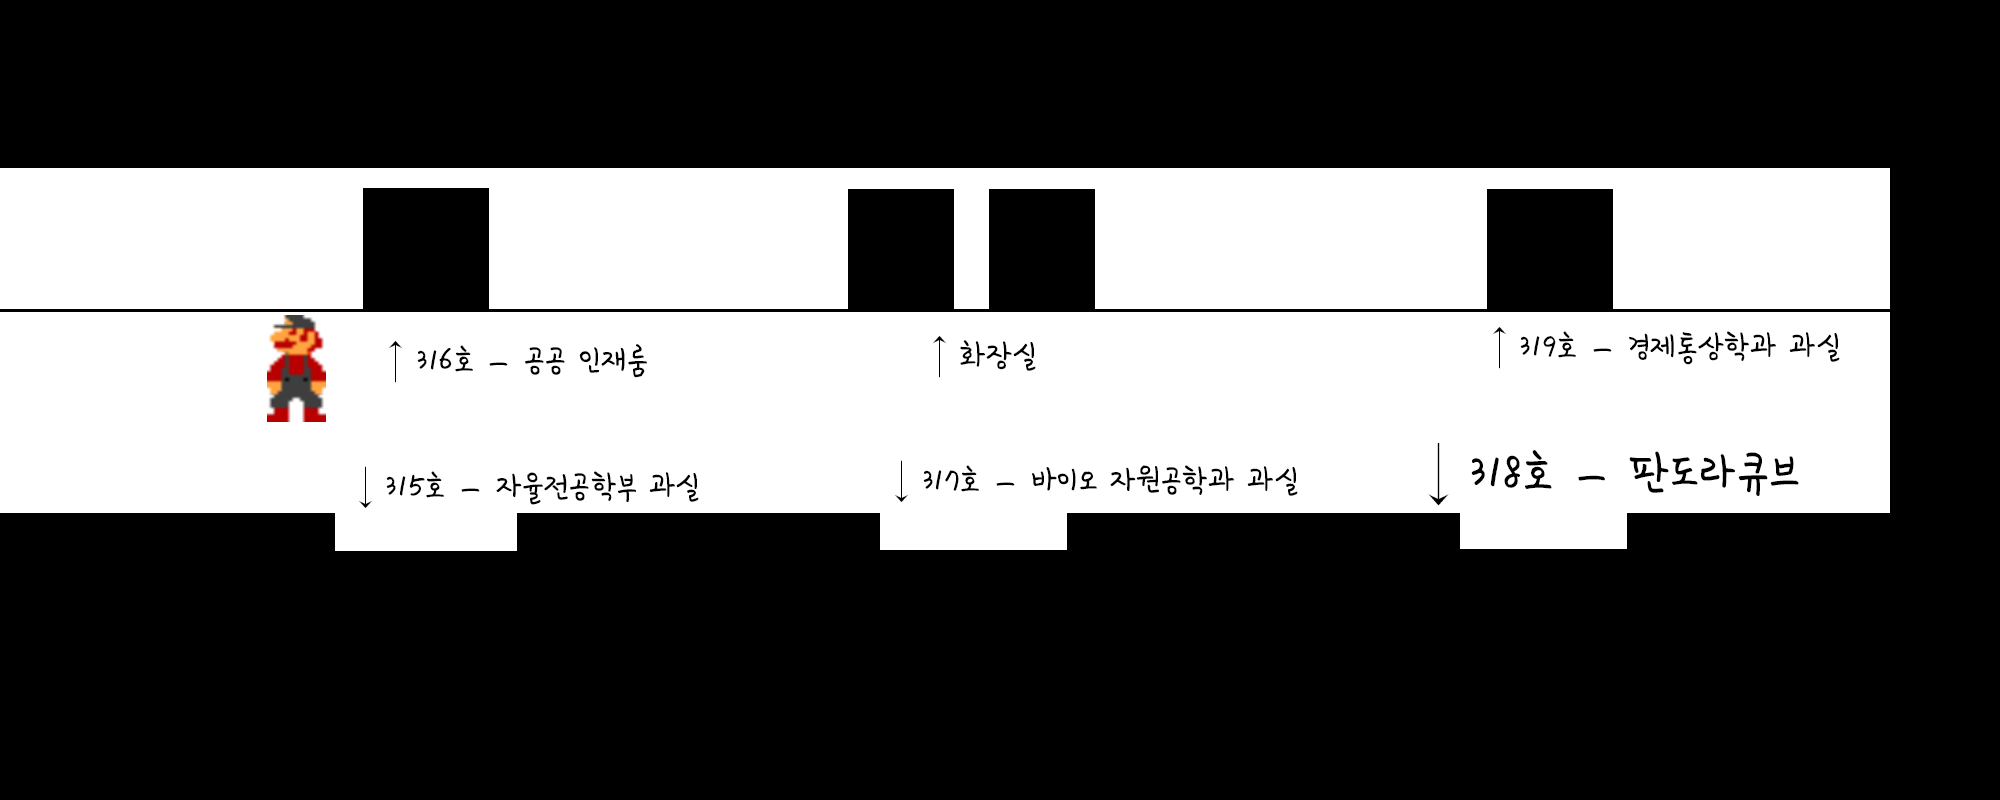 ↑ 316호 - 공공 인재룸
↑ 화장실
↑ 319호 - 경제통상학과 과실
↓ 315호 - 자율전공학부 과실
↓ 317호 - 바이오 자원공학과 과실
↓ 318호 - 판도라큐브